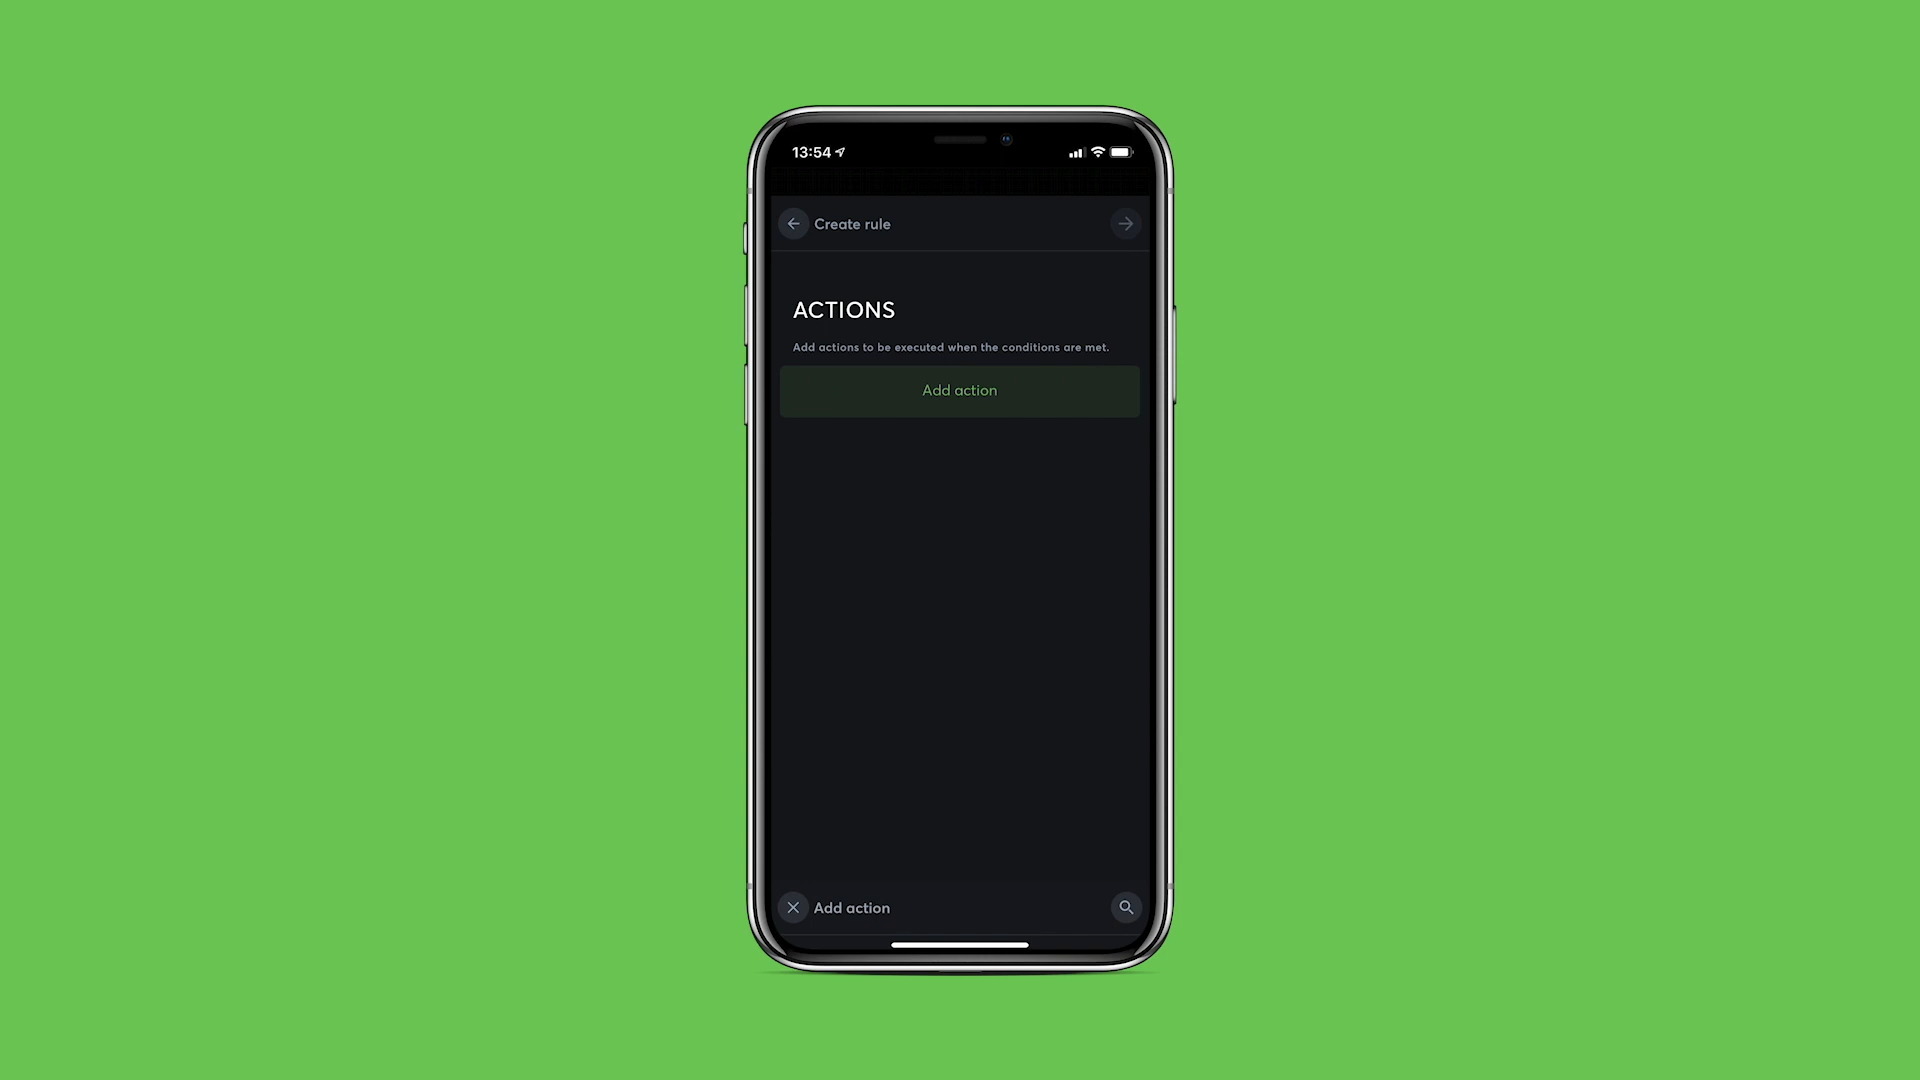 13:54
Create rule
ACTIONS
Add actions to be executed when the conditions are met.
Add action
Add action